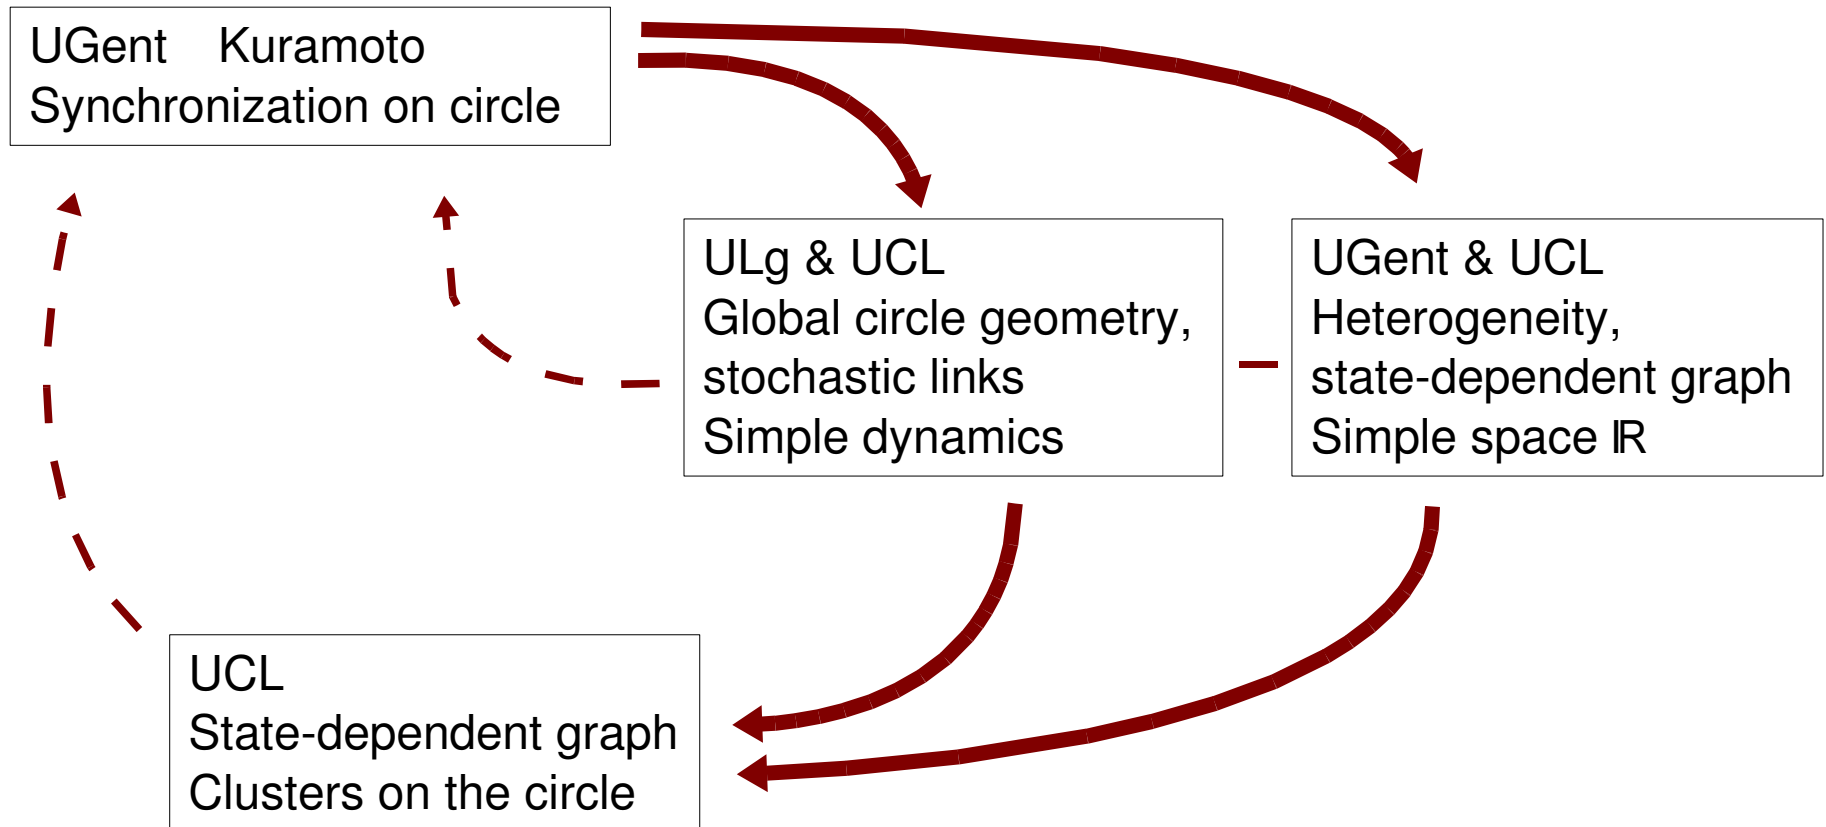 UGent Kuramoto
Synchronization on circle
ULg & UCL
Global circle geometry,
stochastic links
Simple dynamics
UGent & UCL
Heterogeneity,
state-dependent graph
Simple space ℝ
UCL
State-dependent graph
Clusters on the circle